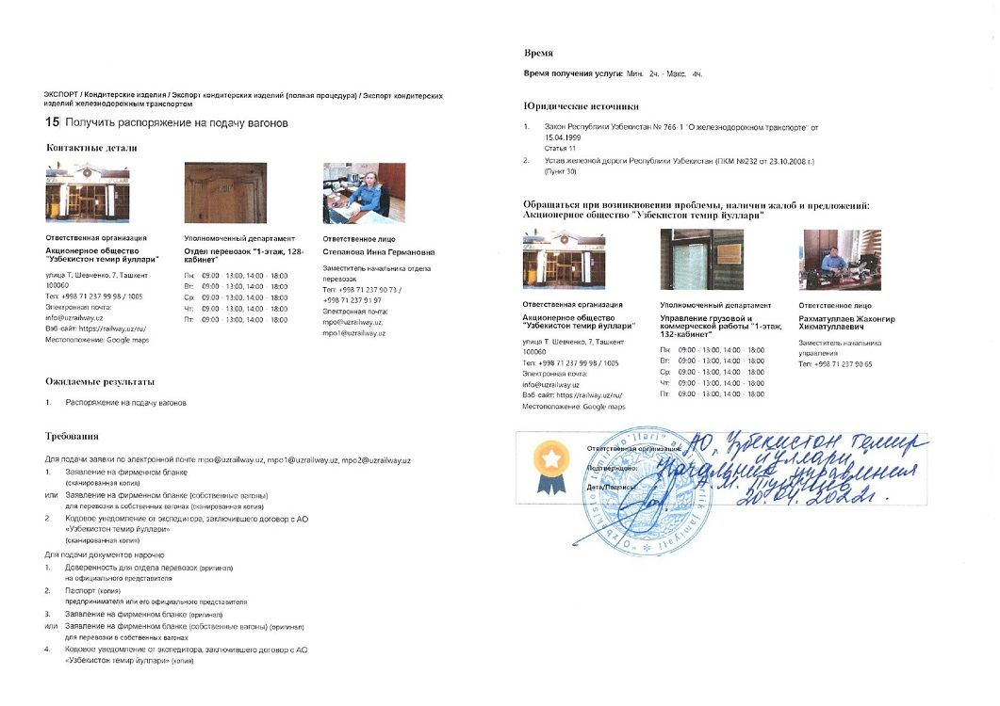 ЭКСПОРТ / Кондитерские изделия / Экспорт кондитерских изделий (полная процедура) / Экспорт кондитерских
изделий железнодорожным транспортом
15 Получить распоряжение на подачу вагонов
Контактные детали
Ответственная организация
Акционерное общество
"Узбекистон темир йуллари"
улица Т. Шевченко, 7, Ташкент
100060
Тел: +998 71 237 99 98 / 1005
Электронная почта:
info@uzrailway.uz
Вэб-сайт: https://railway.uz/ru/
Местоположение: Google maps
Уполномоченный департамент
Отдел перевозок "1-этаж, 128-
кабинет"
Пн: 09:00 - 13:00, 14:00 - 18:00
Вт: 09:00 - 13:00, 14:00 - 18:00
Ср: 09:00 - 13:00, 14:00 - 18:00
Чт: 09:00 - 13:00, 14:00 - 18:00
Пт: 09:00 - 13:00, 14:00 - 18:00
Ответственное лицо
Степанова Инна Германовна
Заместитель начальника отдела
перевозок
Тел: +998 71 237 90 73 /
+998 71 237 91 97
Электронная почта:
mpo@uzrailway.uz,
mpo1@uzrailway.uz
Ожидаемые результаты
1. Распоряжение на подачу вагонов
Требования
Для подачи заявки по электронной почте mpo@uzrailway.uz, mpo1@uzrailway.uz, mpo2@uzrailway.uz
1. Заявление на фирменном бланке
(сканированная копия)
или Заявление на фирменном бланке (собственные вагоны)
для перевозки в собственных вагонах (сканированная копия)
2. Кодовое уведомление от экспедитора, заключившего договор с АО
«Узбекистон темир йуллари»
(сканированная копия)
Для подачи документов нарочно
1. Доверенность для отдела перевозок (оригинал)
на официального представителя
2. Паспорт (копия)
предпринимателя или его официального представителя
3. Заявление на фирменном бланке (оригинал)
или Заявление на фирменном бланке (собственные вагоны) (оригинал)
для перевозки в собственных вагонах
4. Кодовое уведомление от экспедитора, заключившего договор с АО
«Узбекистон темир йуллари» (копия)
Время
Время получения услуги: Мин. 2ч. - Макс. 4ч.
Юридические источники
1. Закон Республики Узбекистан № 766-1 "О железнодорожном транспорте" от
15.04.1999
Статья 11
2. Устав железной дороги Республики Узбекистан (ПКМ №232 от 23.10.2008 г.)
(Пункт 30)
Обращаться при возникновении проблемы, наличии жалоб и предложений:
Акционерное общество "Узбекистон темир йуллари"
Ответственная организация
Акционерное общество
"Узбекистон темир йуллари"
улица Т. Шевченко, 7, Ташкент
100060
Тел: +998 71 237 99 98 / 1005
Электронная почта:
info@uzrailway.uz
Вэб-сайт: https://railway.uz/ru/
Местоположение: Google maps
Уполномоченный департамент
Управление грузовой и
коммерческой работы "1-этаж,
132-кабинет"
Пн: 09:00 - 13:00, 14:00 - 18:00
Вт: 09:00 - 13:00, 14:00 - 18:00
Ср: 09:00 - 13:00, 14:00 - 18:00
Чт: 09:00 - 13:00, 14:00 - 18:00
Пт: 09:00 - 13:00, 14:00 - 18:00
Ответственное лицо
Рахматуллаев Жахонгир
Хикматуллаевич
Заместитель начальника
управления
Тел: +998 71 237 90 65
Ответственная организация: АО "Узбекистон темир
йуллари"
Подтверждено: Начальник управления
Дата/Подпись: 20.04.2022г.